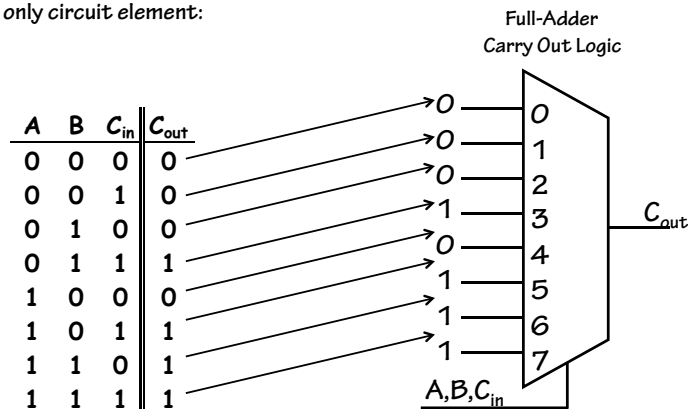 only circuit element:
Full-Adder
Carry Out Logic
A B Cin Cout
0 0 0 0
0 0 1 0
0 1 0 0
0 1 1 1
1 0 0 0
1 0 1 1
1 1 0 1
1 1 1 1
0 0
0 1
0 2
1 3
0 4
1 5
1 6
1 7
Cout
A,B,Cin